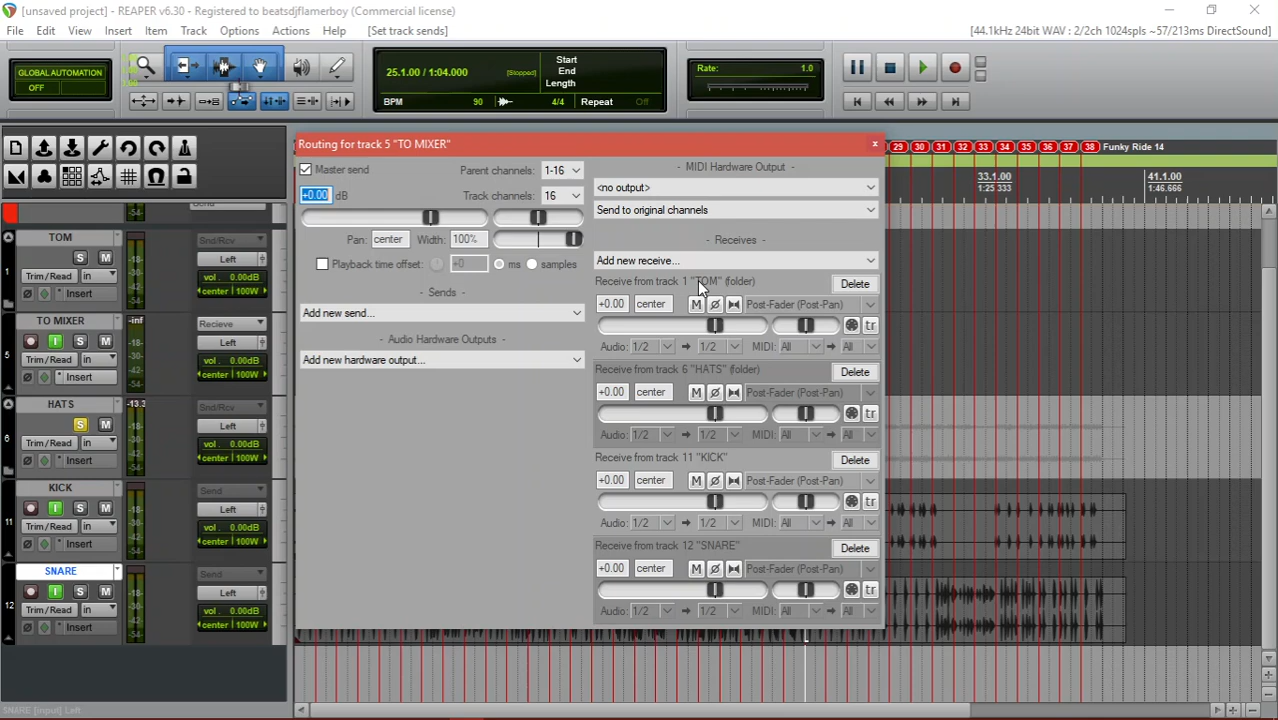 [unsaved project] - REAPER v6.30 - Registered to beatsdjflamerboy (Commercial license)
File Edit View Insert Item Track Options Actions Help [Set track sends]
[44.1kHz 24bit WAV : 2/2ch 1024spls ~57/213ms DirectSound]
GLOBAL AUTOMATION
OFF
25.1.00 / 1:04.000 [Stopped]
Start
End
Length
BPM 90 4/4 Repeat Off
Rate: 1.0
Routing for track 5 "TO MIXER" x
Master send Parent channels: 1-16
+0.00 dB Track channels: 16
Pan: center Width: 100%
Playback time offset: +0 ms samples
- Sends -
Add new send...
- Audio Hardware Outputs -
Add new hardware output...
- MIDI Hardware Output -
<no output>
Send to original channels
- Receives -
Add new receive...
Receive from track 1 "TOM" (folder) Delete
+0.00 center M Post-Fader (Post-Pan)
tr
Audio: 1/2 1/2 MIDI: All All
Receive from track 6 "HATS" (folder) Delete
+0.00 center M Post-Fader (Post-Pan)
tr
Audio: 1/2 1/2 MIDI: All All
Receive from track 11 "KICK" Delete
+0.00 center M Post-Fader (Post-Pan)
tr
Audio: 1/2 1/2 MIDI: All All
Receive from track 12 "SNARE" Delete
+0.00 center M Post-Fader (Post-Pan)
tr
Audio: 1/2 1/2 MIDI: All All
29 30 31 32 33 34 35 36 37 38 Funky Ride 14
33.1.00
1:25.333
41.1.00
1:46.666
-54-
Send
TOM
1
S M
Trim/Read in
Insert
-54-
Snd/Rcv
Left
vol . 0.00dB
center 100W
TO MIXER
5
S M
Trim/Read in
Insert
-inf
-54-
Recieve
Left
vol . 0.00dB
center 100W
HATS
6
S M
Trim/Read in
Insert
-13.3
-54-
Snd/Rcv
Left
vol . 0.00dB
center 100W
KICK
11
S M
Trim/Read in
Insert
-54-
Send
Left
vol . 0.00dB
center 100W
SNARE
12
S M
Trim/Read in
Insert
-54-
Send
Left
vol . 0.00dB
center 100W
SNARE [input] Left